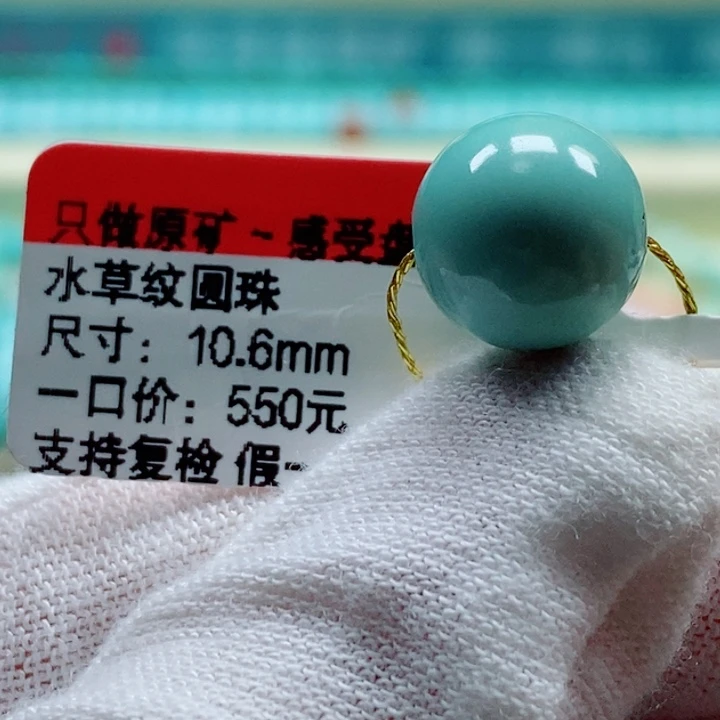 只做原矿 ~ 感受
水草纹圆珠
尺寸：10.6mm
一口价：550元
支持复检 假一